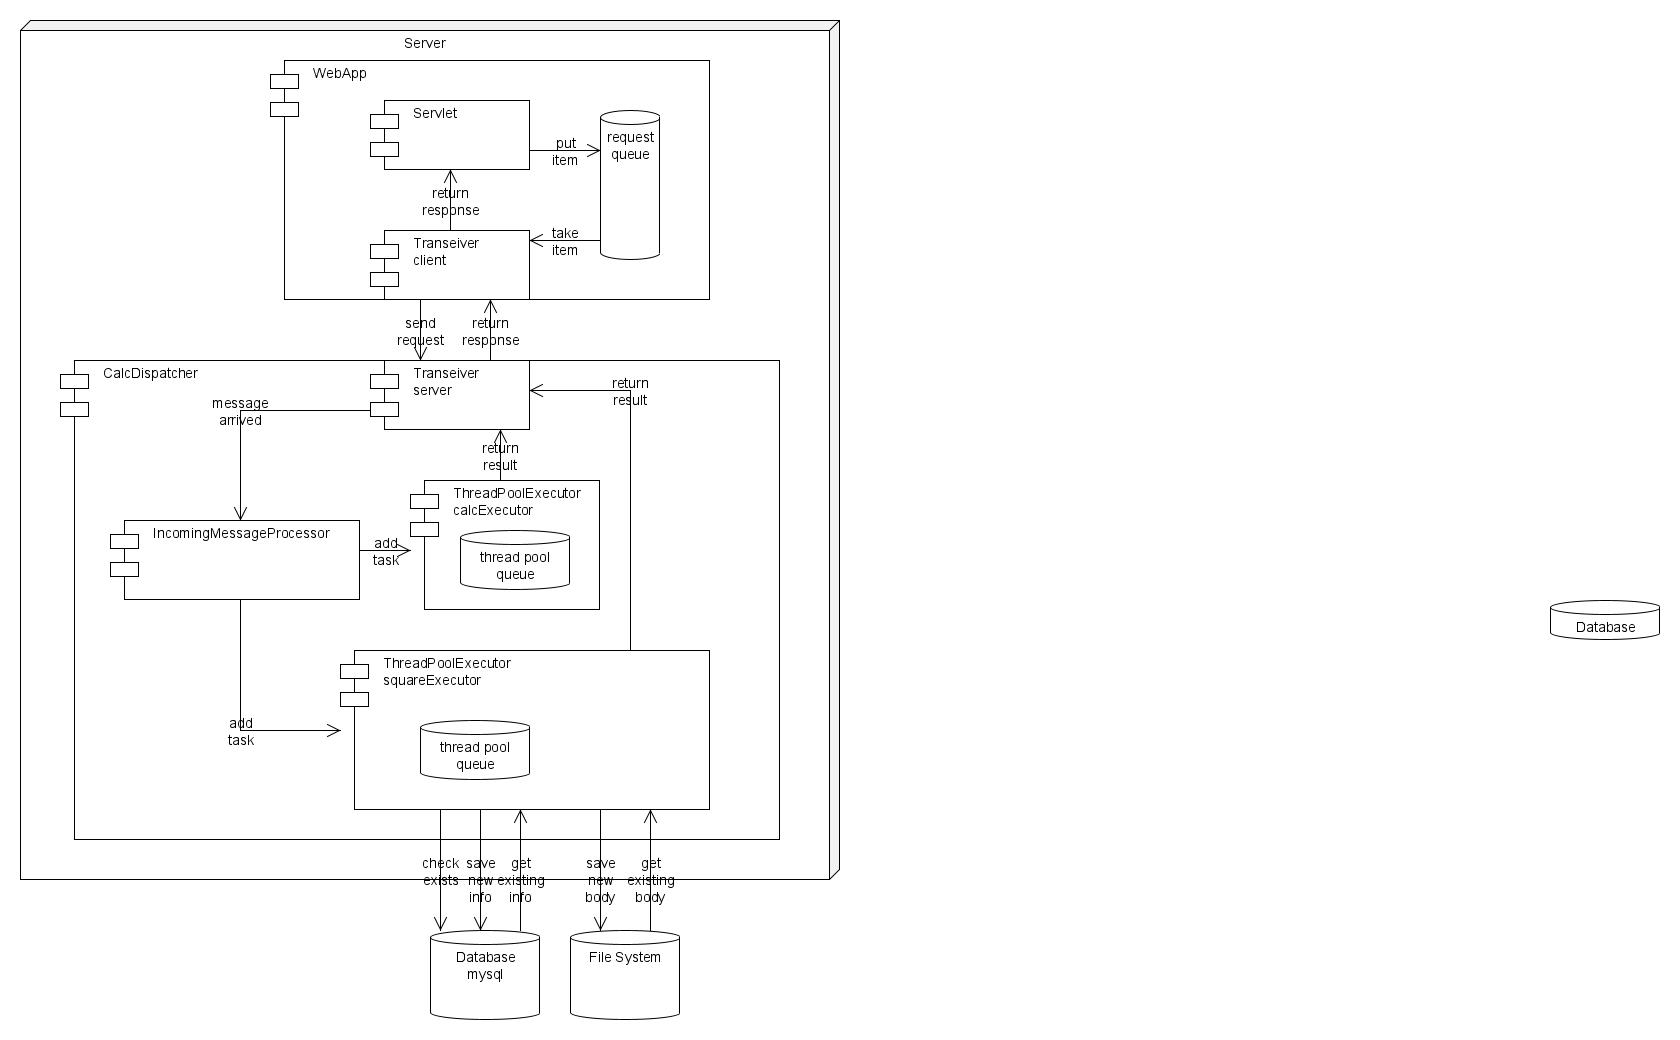 Server
WebApp
Servlet
put
item
request
queue
return
response
Transeiver
client
take
item
send
request
return
response
CalcDispatcher
Transeiver
server
return
result
message
arrived
return
result
ThreadPoolExecutor
calcExecutor
IncomingMessageProcessor
add
task
thread pool
queue
Database
ThreadPoolExecutor
squareExecutor
add
task
thread pool
queue
check
exists
save
new
info
get
existing
info
save
new
body
get
existing
body
Database
mysql
File System